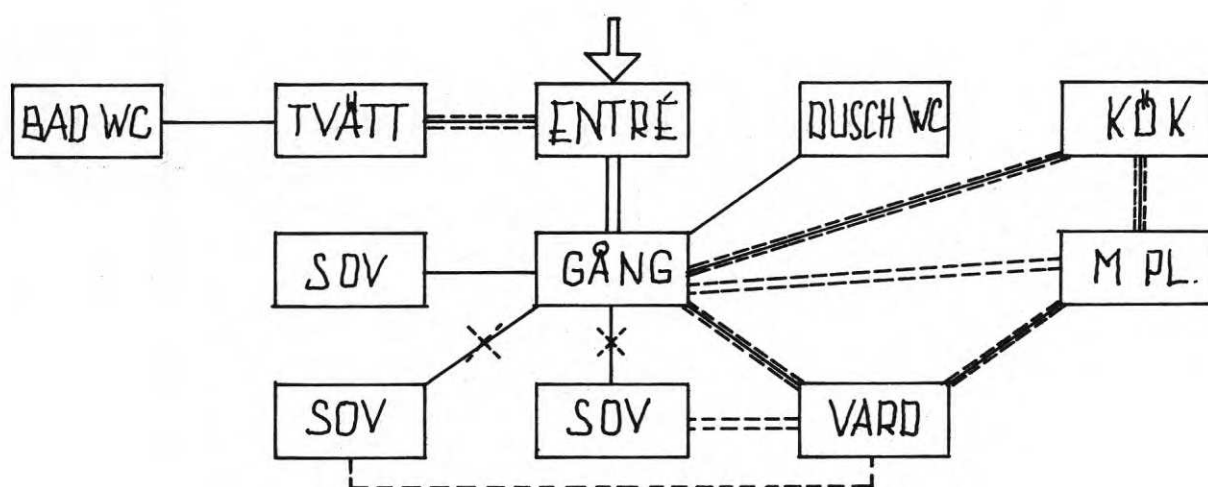 BAD WC
TVÄTT
ENTRÉ
DUSCH WC
KÖK
SOV
GÅNG
M PL.
SOV
SOV
VARD